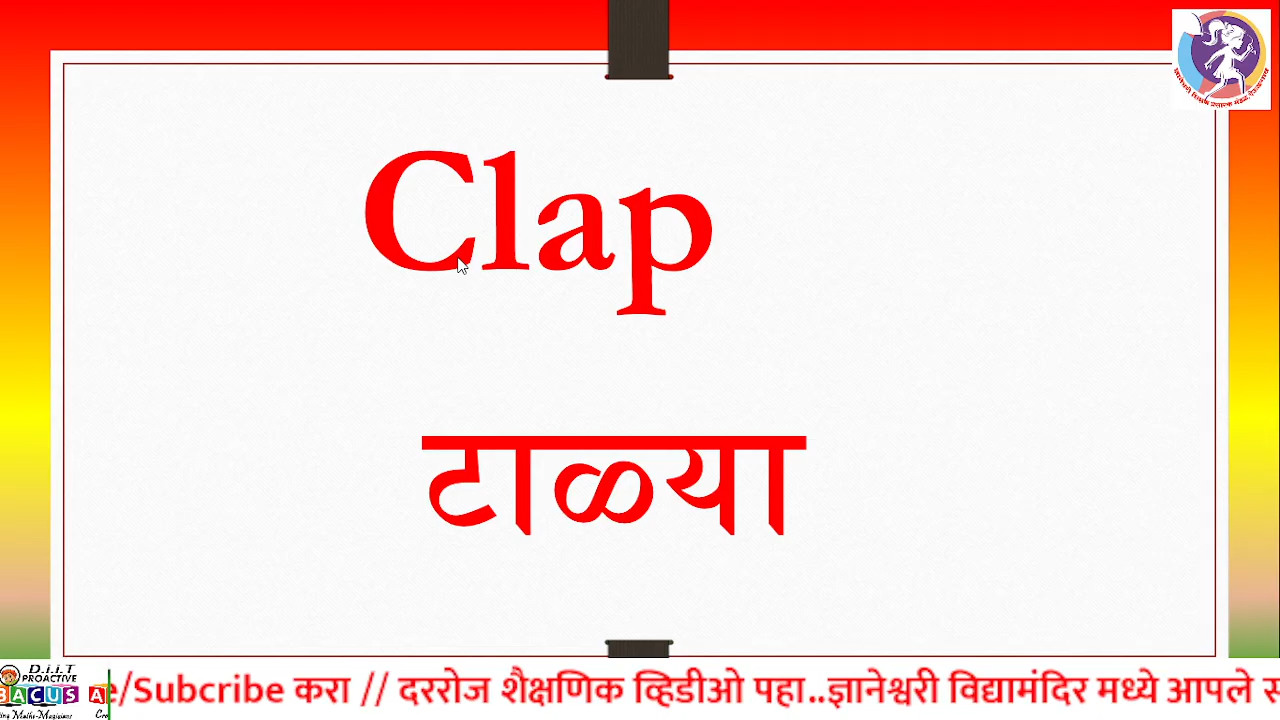 Clap
टाळ्या
D.i.i.T
PROACTIVE
BACUS A
e/Subcribe करा // दररोज शैक्षणिक व्हिडीओ पहा..ज्ञानेश्वरी विद्यामंदिर मध्ये आपले स